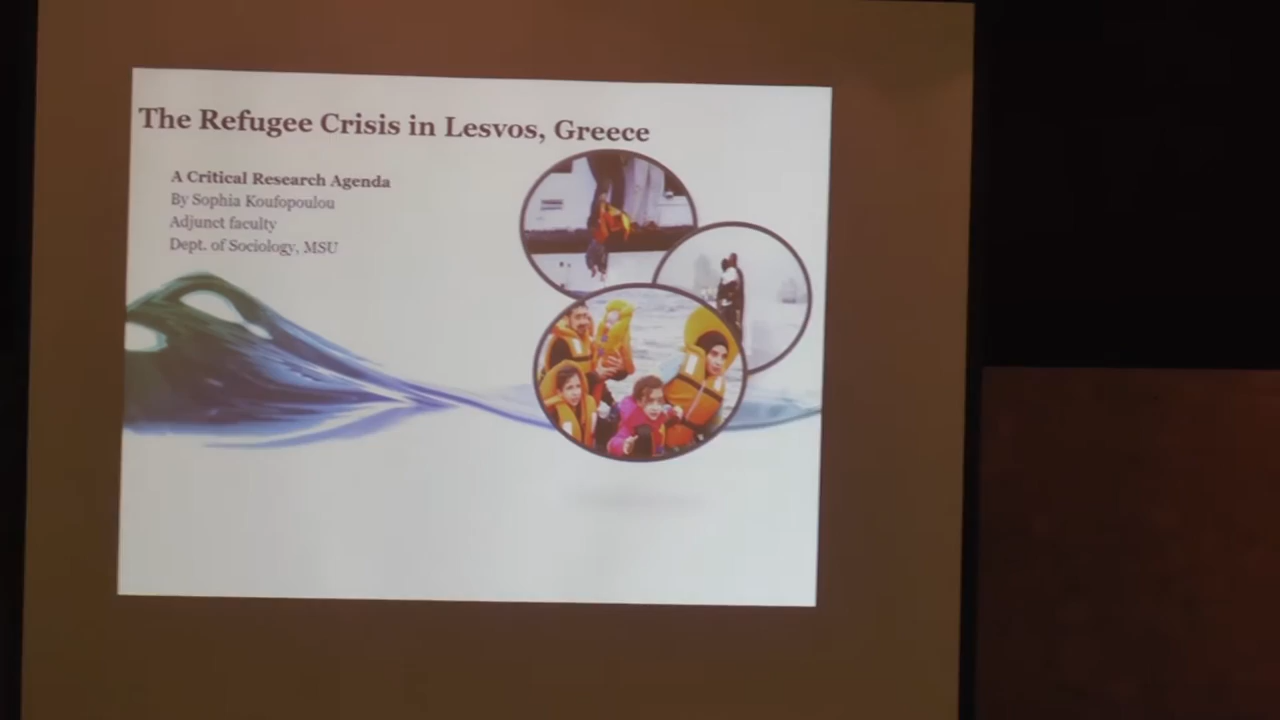 The Refugee Crisis in Lesvos, Greece
A Critical Research Agenda
By Sophia Koufopoulou
Adjunct faculty
Dept. of Sociology, MSU